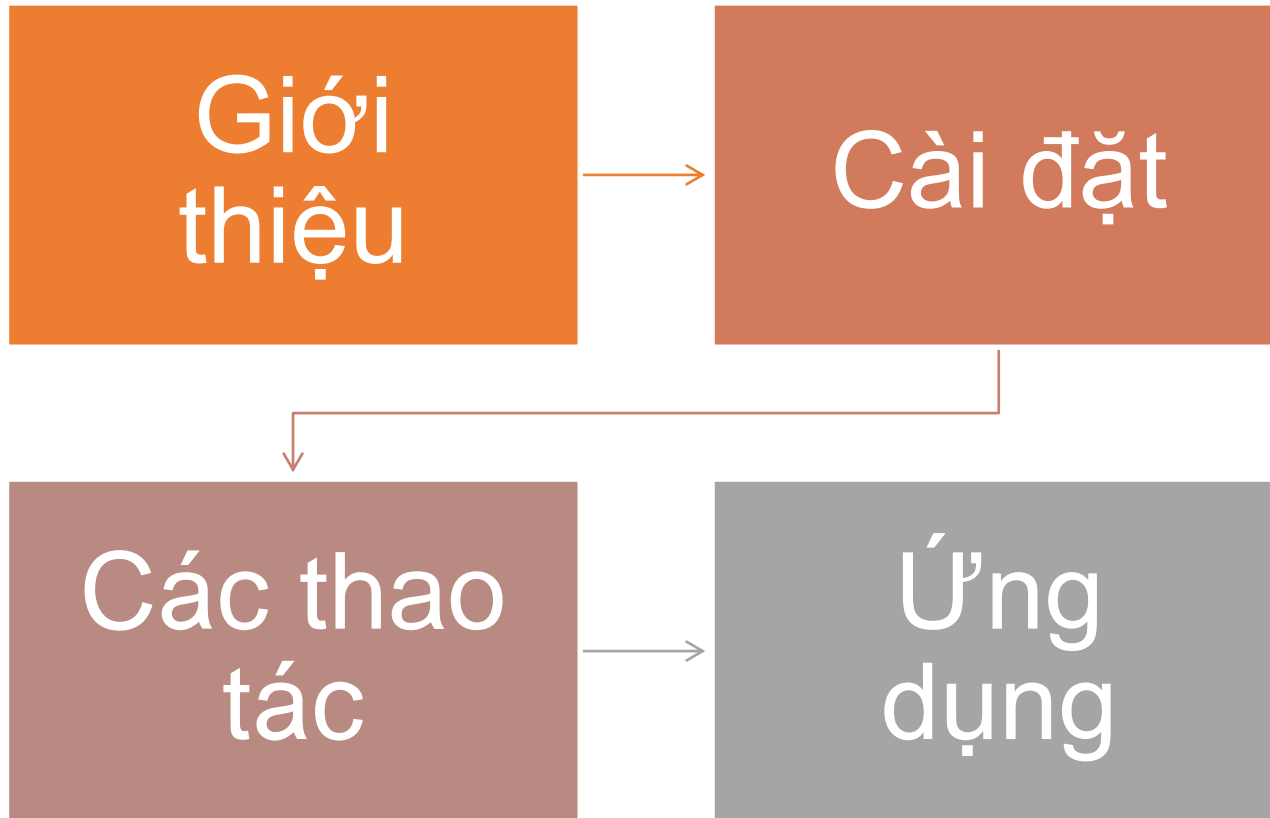 Giới
thiệu
Cài đặt
Các thao
tác
Ứng
dụng